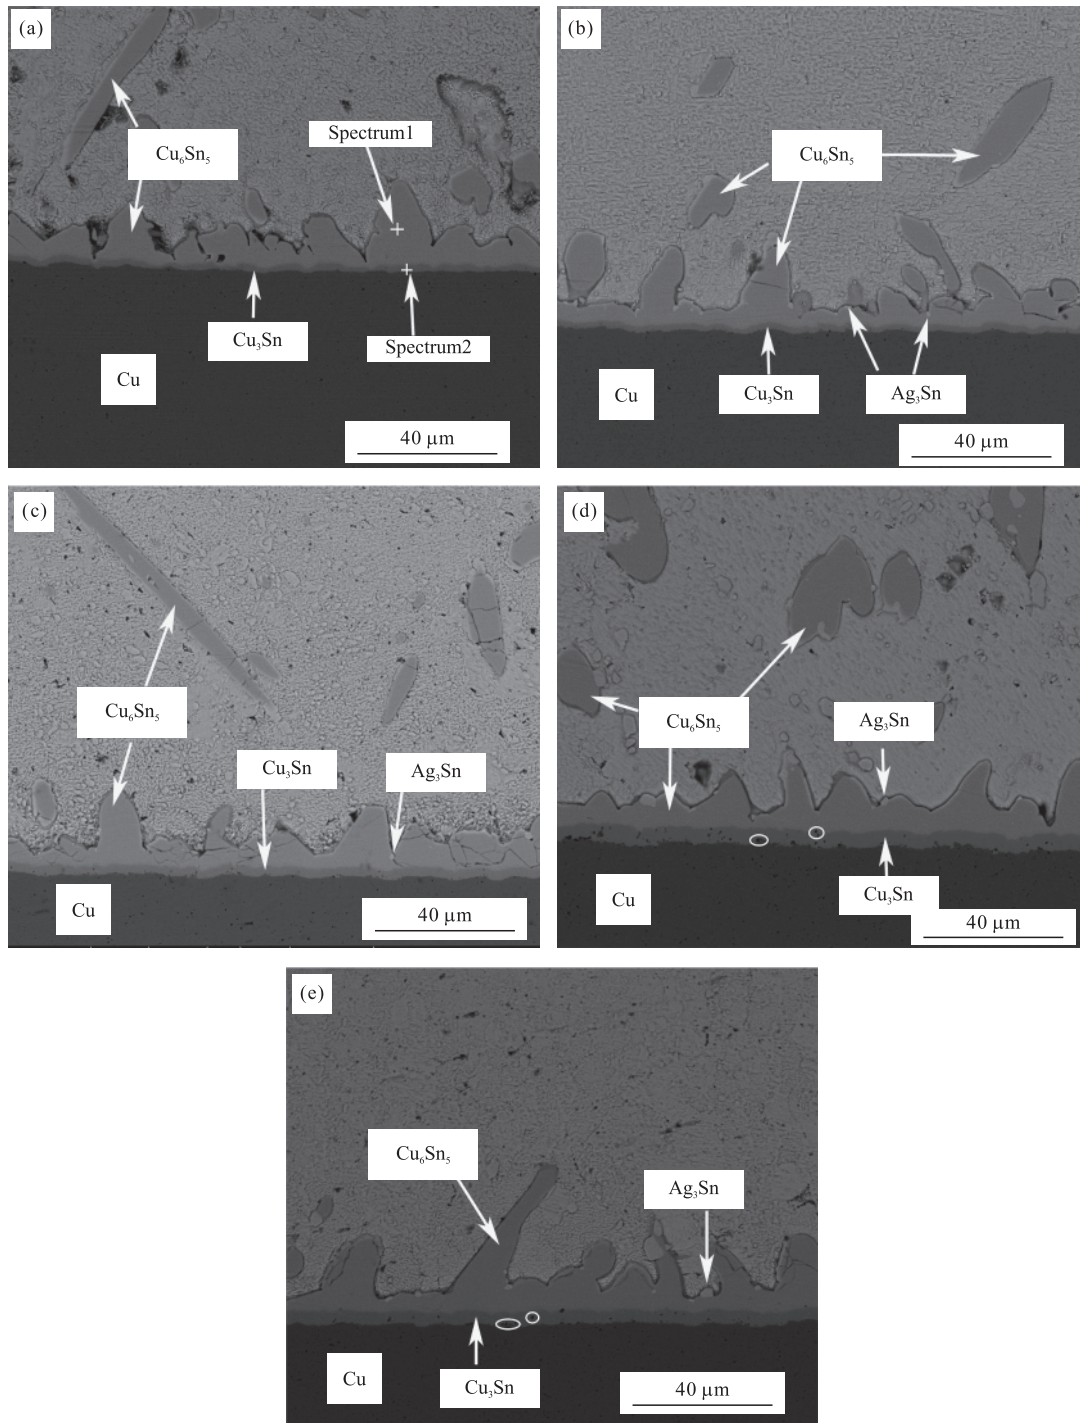 (a)
Spectrum1
Cu₆Sn₅
Cu₃Sn
Spectrum2
Cu
40 μm
(b)
Cu₆Sn₅
Cu₃Sn
Ag₃Sn
Cu
40 μm
(c)
Cu₆Sn₅
Cu₃Sn
Ag₃Sn
Cu
40 μm
(d)
Cu₆Sn₅
Ag₃Sn
Cu
Cu₃Sn
40 μm
(e)
Cu₆Sn₅
Ag₃Sn
Cu
Cu₃Sn
40 μm